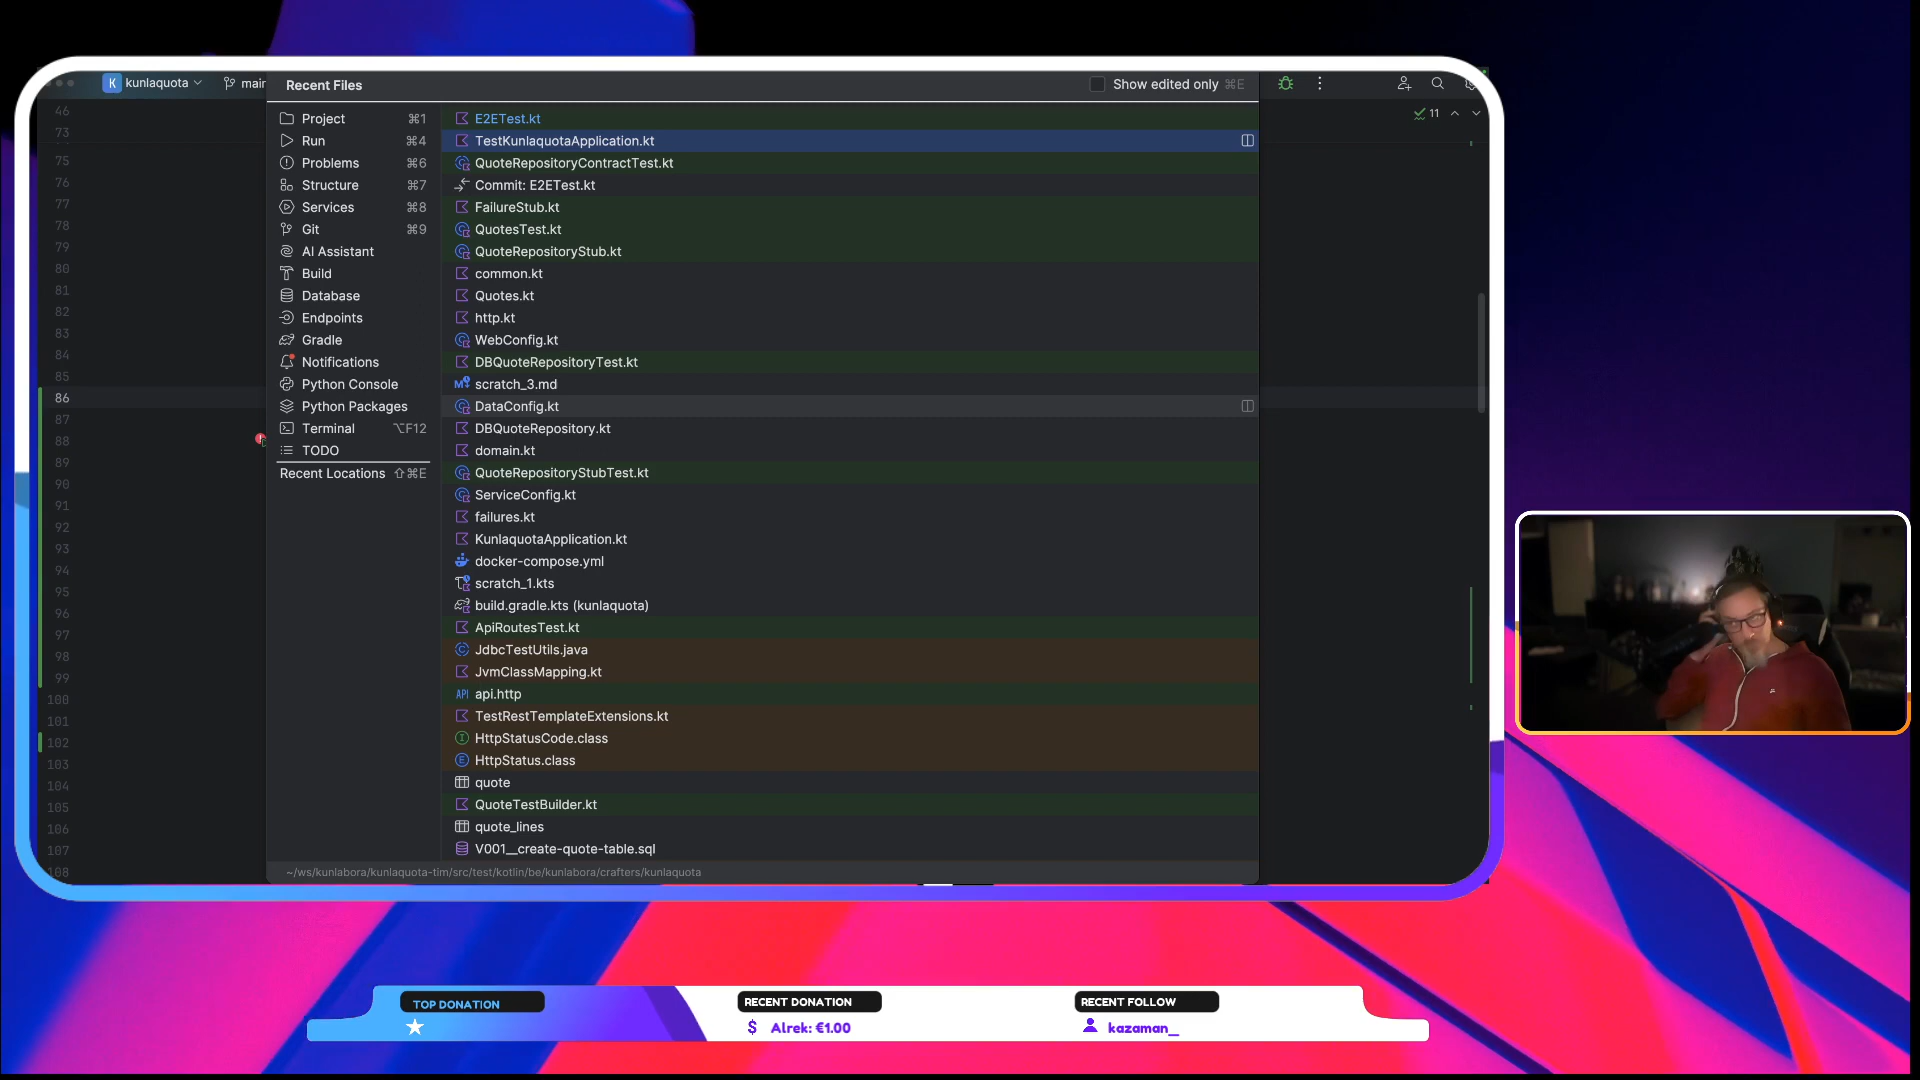 K kunlaquota main
Recent Files
Show edited only ⌘E
11
46
73
75
76
77
78
79
80
81
82
83
84
85
86
87
88
89
90
91
92
93
94
95
96
97
98
99
100
101
102
103
104
105
106
107
108
Project ⌘1
Run ⌘4
Problems ⌘6
Structure ⌘7
Services ⌘8
Git ⌘9
AI Assistant
Build
Database
Endpoints
Gradle
Notifications
Python Console
Python Packages
Terminal ⌥F12
TODO
Recent Locations ⇧⌘E
E2ETest.kt
TestKunlaquotaApplication.kt
QuoteRepositoryContractTest.kt
Commit: E2ETest.kt
FailureStub.kt
QuotesTest.kt
QuoteRepositoryStub.kt
common.kt
Quotes.kt
http.kt
WebConfig.kt
DBQuoteRepositoryTest.kt
scratch_3.md
DataConfig.kt
DBQuoteRepository.kt
domain.kt
QuoteRepositoryStubTest.kt
ServiceConfig.kt
failures.kt
KunlaquotaApplication.kt
docker-compose.yml
scratch_1.kts
build.gradle.kts (kunlaquota)
ApiRoutesTest.kt
JdbcTestUtils.java
JvmClassMapping.kt
API api.http
TestRestTemplateExtensions.kt
HttpStatusCode.class
HttpStatus.class
quote
QuoteTestBuilder.kt
quote_lines
V001__create-quote-table.sql
~/ws/kunlabora/kunlaquota-tim/src/test/kotlin/be/kunlabora/crafters/kunlaquota
TOP DONATION
RECENT DONATION
$ Alrek: €1.00
RECENT FOLLOW
kazaman_